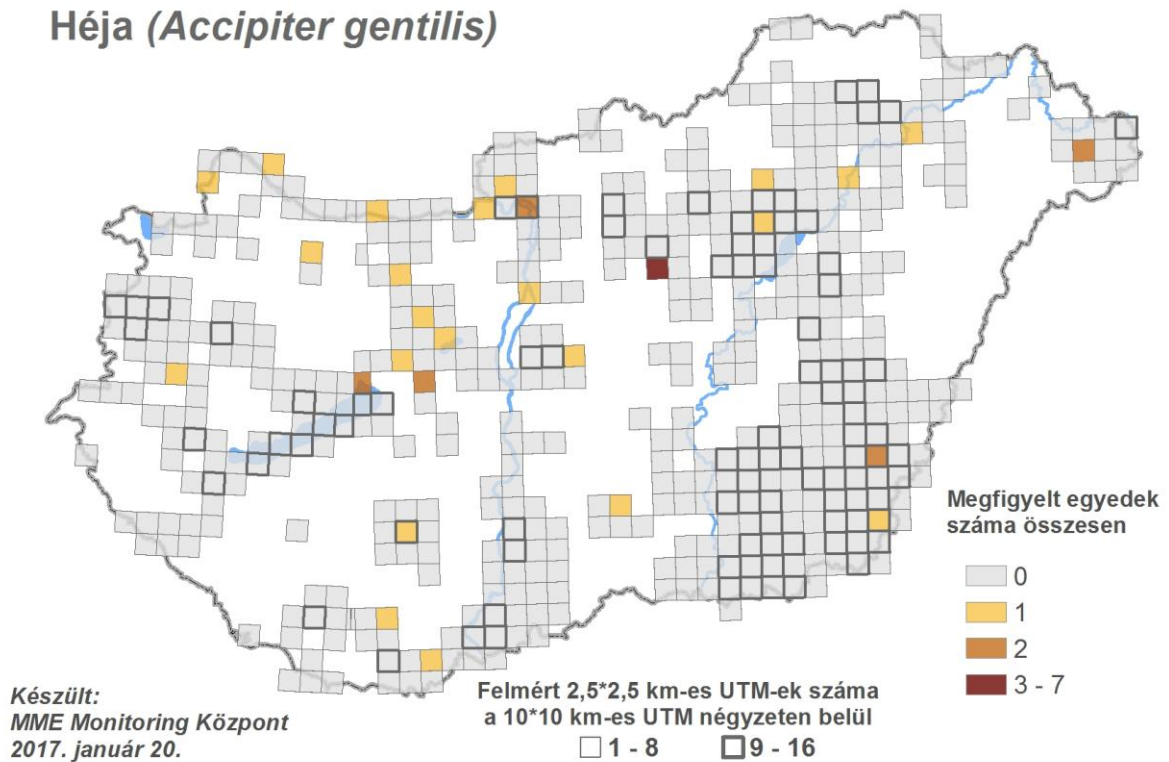 Héja (Accipiter gentilis)
Megfigyelt egyedek
száma összesen
0
1
2
3 - 7
Felmért 2,5*2,5 km-es UTM-ek száma
a 10*10 km-es UTM négyzeten belül
1 - 8
9 - 16
Készült:
MME Monitoring Központ
2017. január 20.